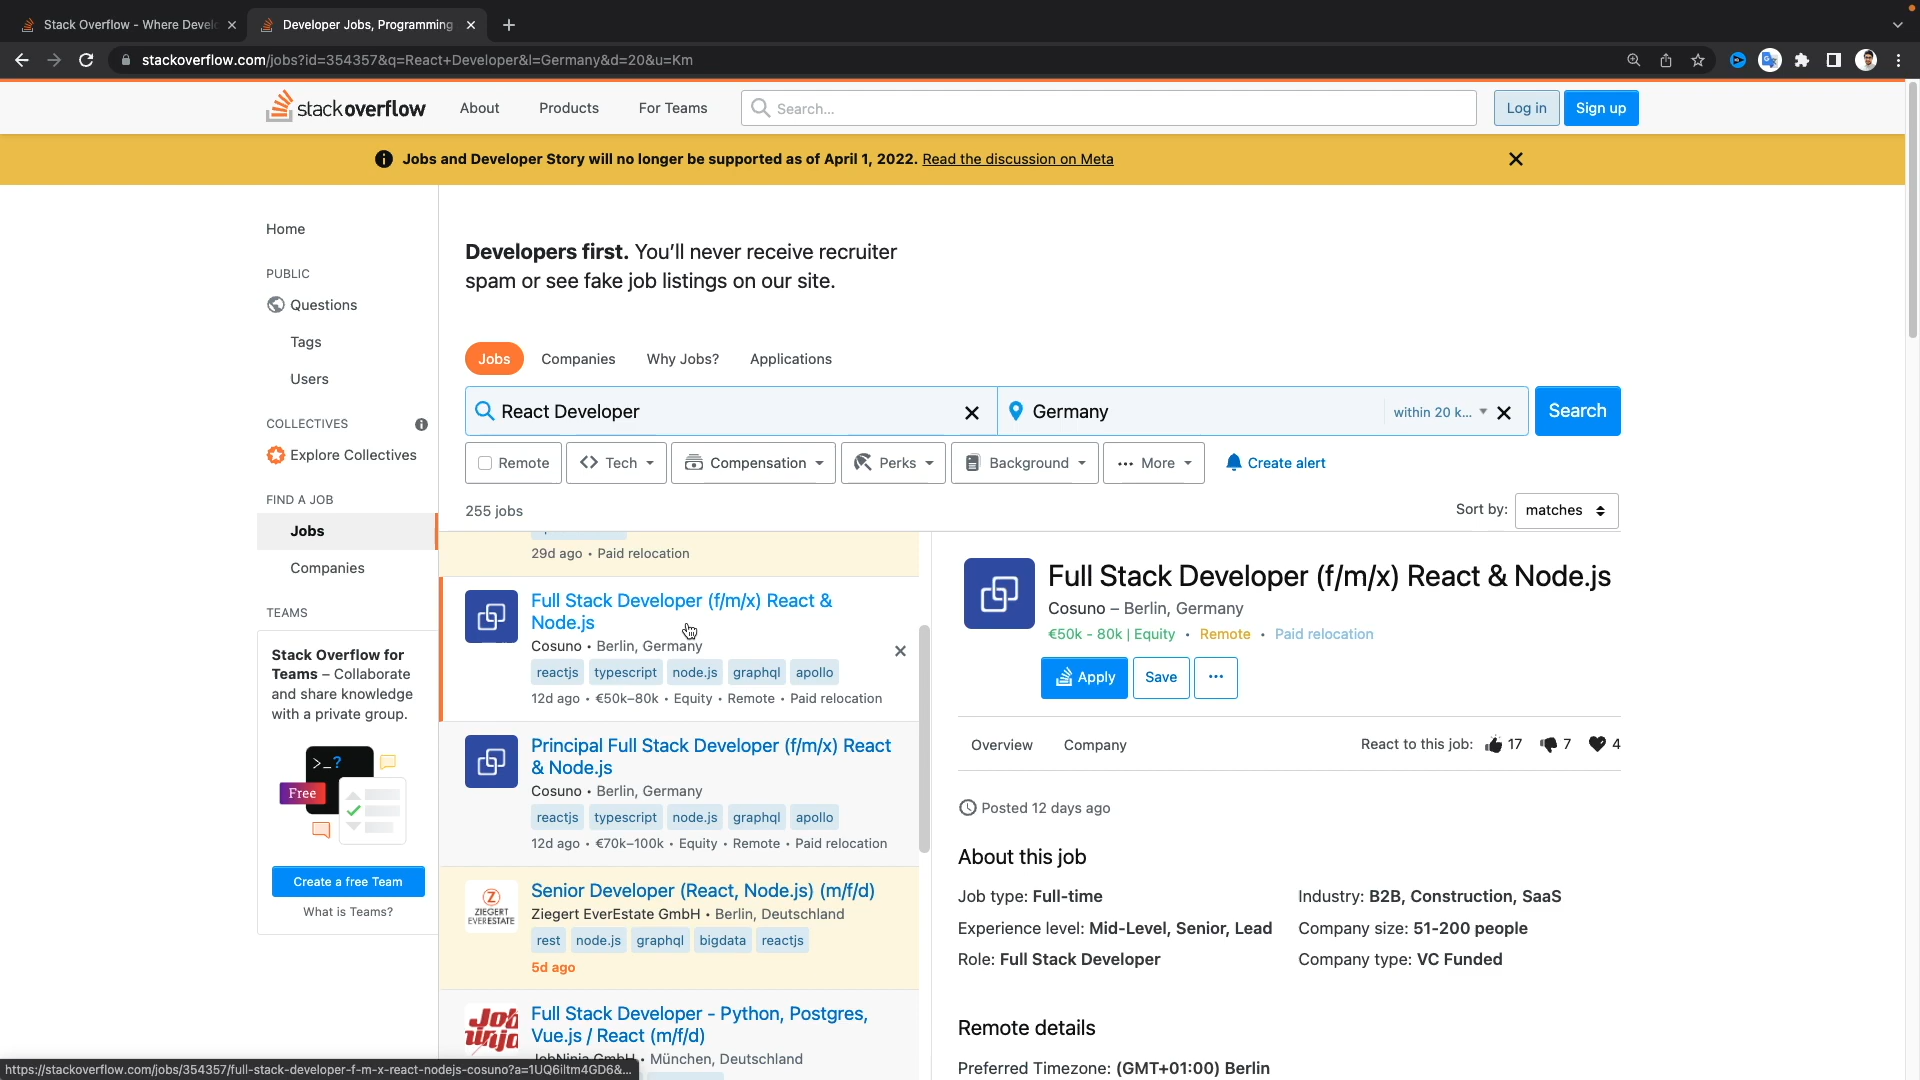 Stack Overflow - Where Devel
Developer Jobs, Programming
stackoverflow.com/jobs?id=354357&q=React+Developer&l=Germany&d=20&u=Km
stackoverflow
About
Products
For Teams
Search...
Log in
Sign up
Jobs and Developer Story will no longer be supported as of April 1, 2022. Read the discussion on Meta
Home
PUBLIC
Questions
Tags
Users
COLLECTIVES
Explore Collectives
FIND A JOB
Jobs
Companies
TEAMS
Stack Overflow for
Teams – Collaborate
and share knowledge
with a private group.
>_?
Free
Create a free Team
What is Teams?
Developers first. You'll never receive recruiter
spam or see fake job listings on our site.
Jobs
Companies
Why Jobs?
Applications
React Developer
Germany
within 20 k...
Search
Remote
Tech
Compensation
Perks
Background
More
Create alert
255 jobs
Sort by:
matches
29d ago • Paid relocation
Full Stack Developer (f/m/x) React &
Node.js
Cosuno • Berlin, Germany
reactjs typescript node.js graphql apollo
12d ago • €50k–80k • Equity • Remote • Paid relocation
Principal Full Stack Developer (f/m/x) React
& Node.js
Cosuno • Berlin, Germany
reactjs typescript node.js graphql apollo
12d ago • €70k–100k • Equity • Remote • Paid relocation
ZIEGERT
EVERESTATE
Senior Developer (React, Node.js) (m/f/d)
Ziegert EverEstate GmbH • Berlin, Deutschland
rest node.js graphql bigdata reactjs
5d ago
Full Stack Developer - Python, Postgres,
Vue.js / React (m/f/d)
JobNinja GmbH • München, Deutschland
Full Stack Developer (f/m/x) React & Node.js
Cosuno – Berlin, Germany
€50k - 80k | Equity • Remote • Paid relocation
Apply
Save
Overview
Company
React to this job: 17 7 4
Posted 12 days ago
About this job
Job type: Full-time
Industry: B2B, Construction, SaaS
Experience level: Mid-Level, Senior, Lead
Company size: 51-200 people
Role: Full Stack Developer
Company type: VC Funded
Remote details
Preferred Timezone: (GMT+01:00) Berlin
https://stackoverflow.com/jobs/354357/full-stack-developer-f-m-x-react-nodejs-cosuno?a=1UQ6iltm4GD6&...